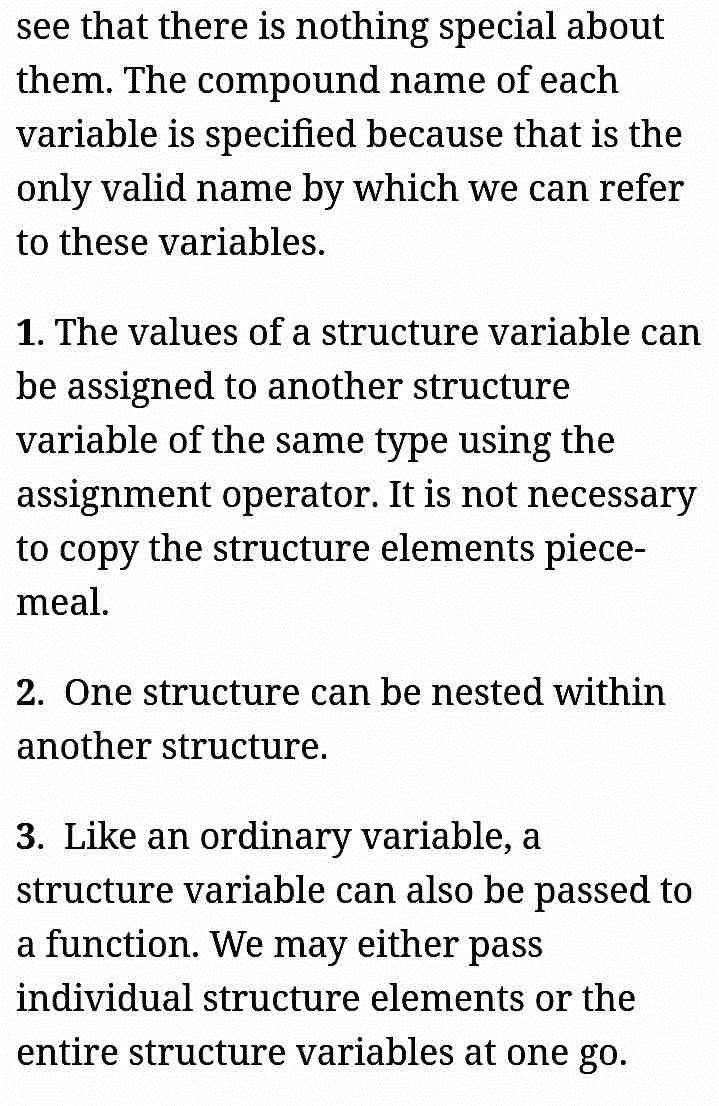 see that there is nothing special about
them. The compound name of each
variable is specified because that is the
only valid name by which we can refer
to these variables.
1. The values of a structure variable can
be assigned to another structure
variable of the same type using the
assignment operator. It is not necessary
to copy the structure elements piece-
meal.
2. One structure can be nested within
another structure.
3. Like an ordinary variable, a
structure variable can also be passed to
a function. We may either pass
individual structure elements or the
entire structure variables at one go.